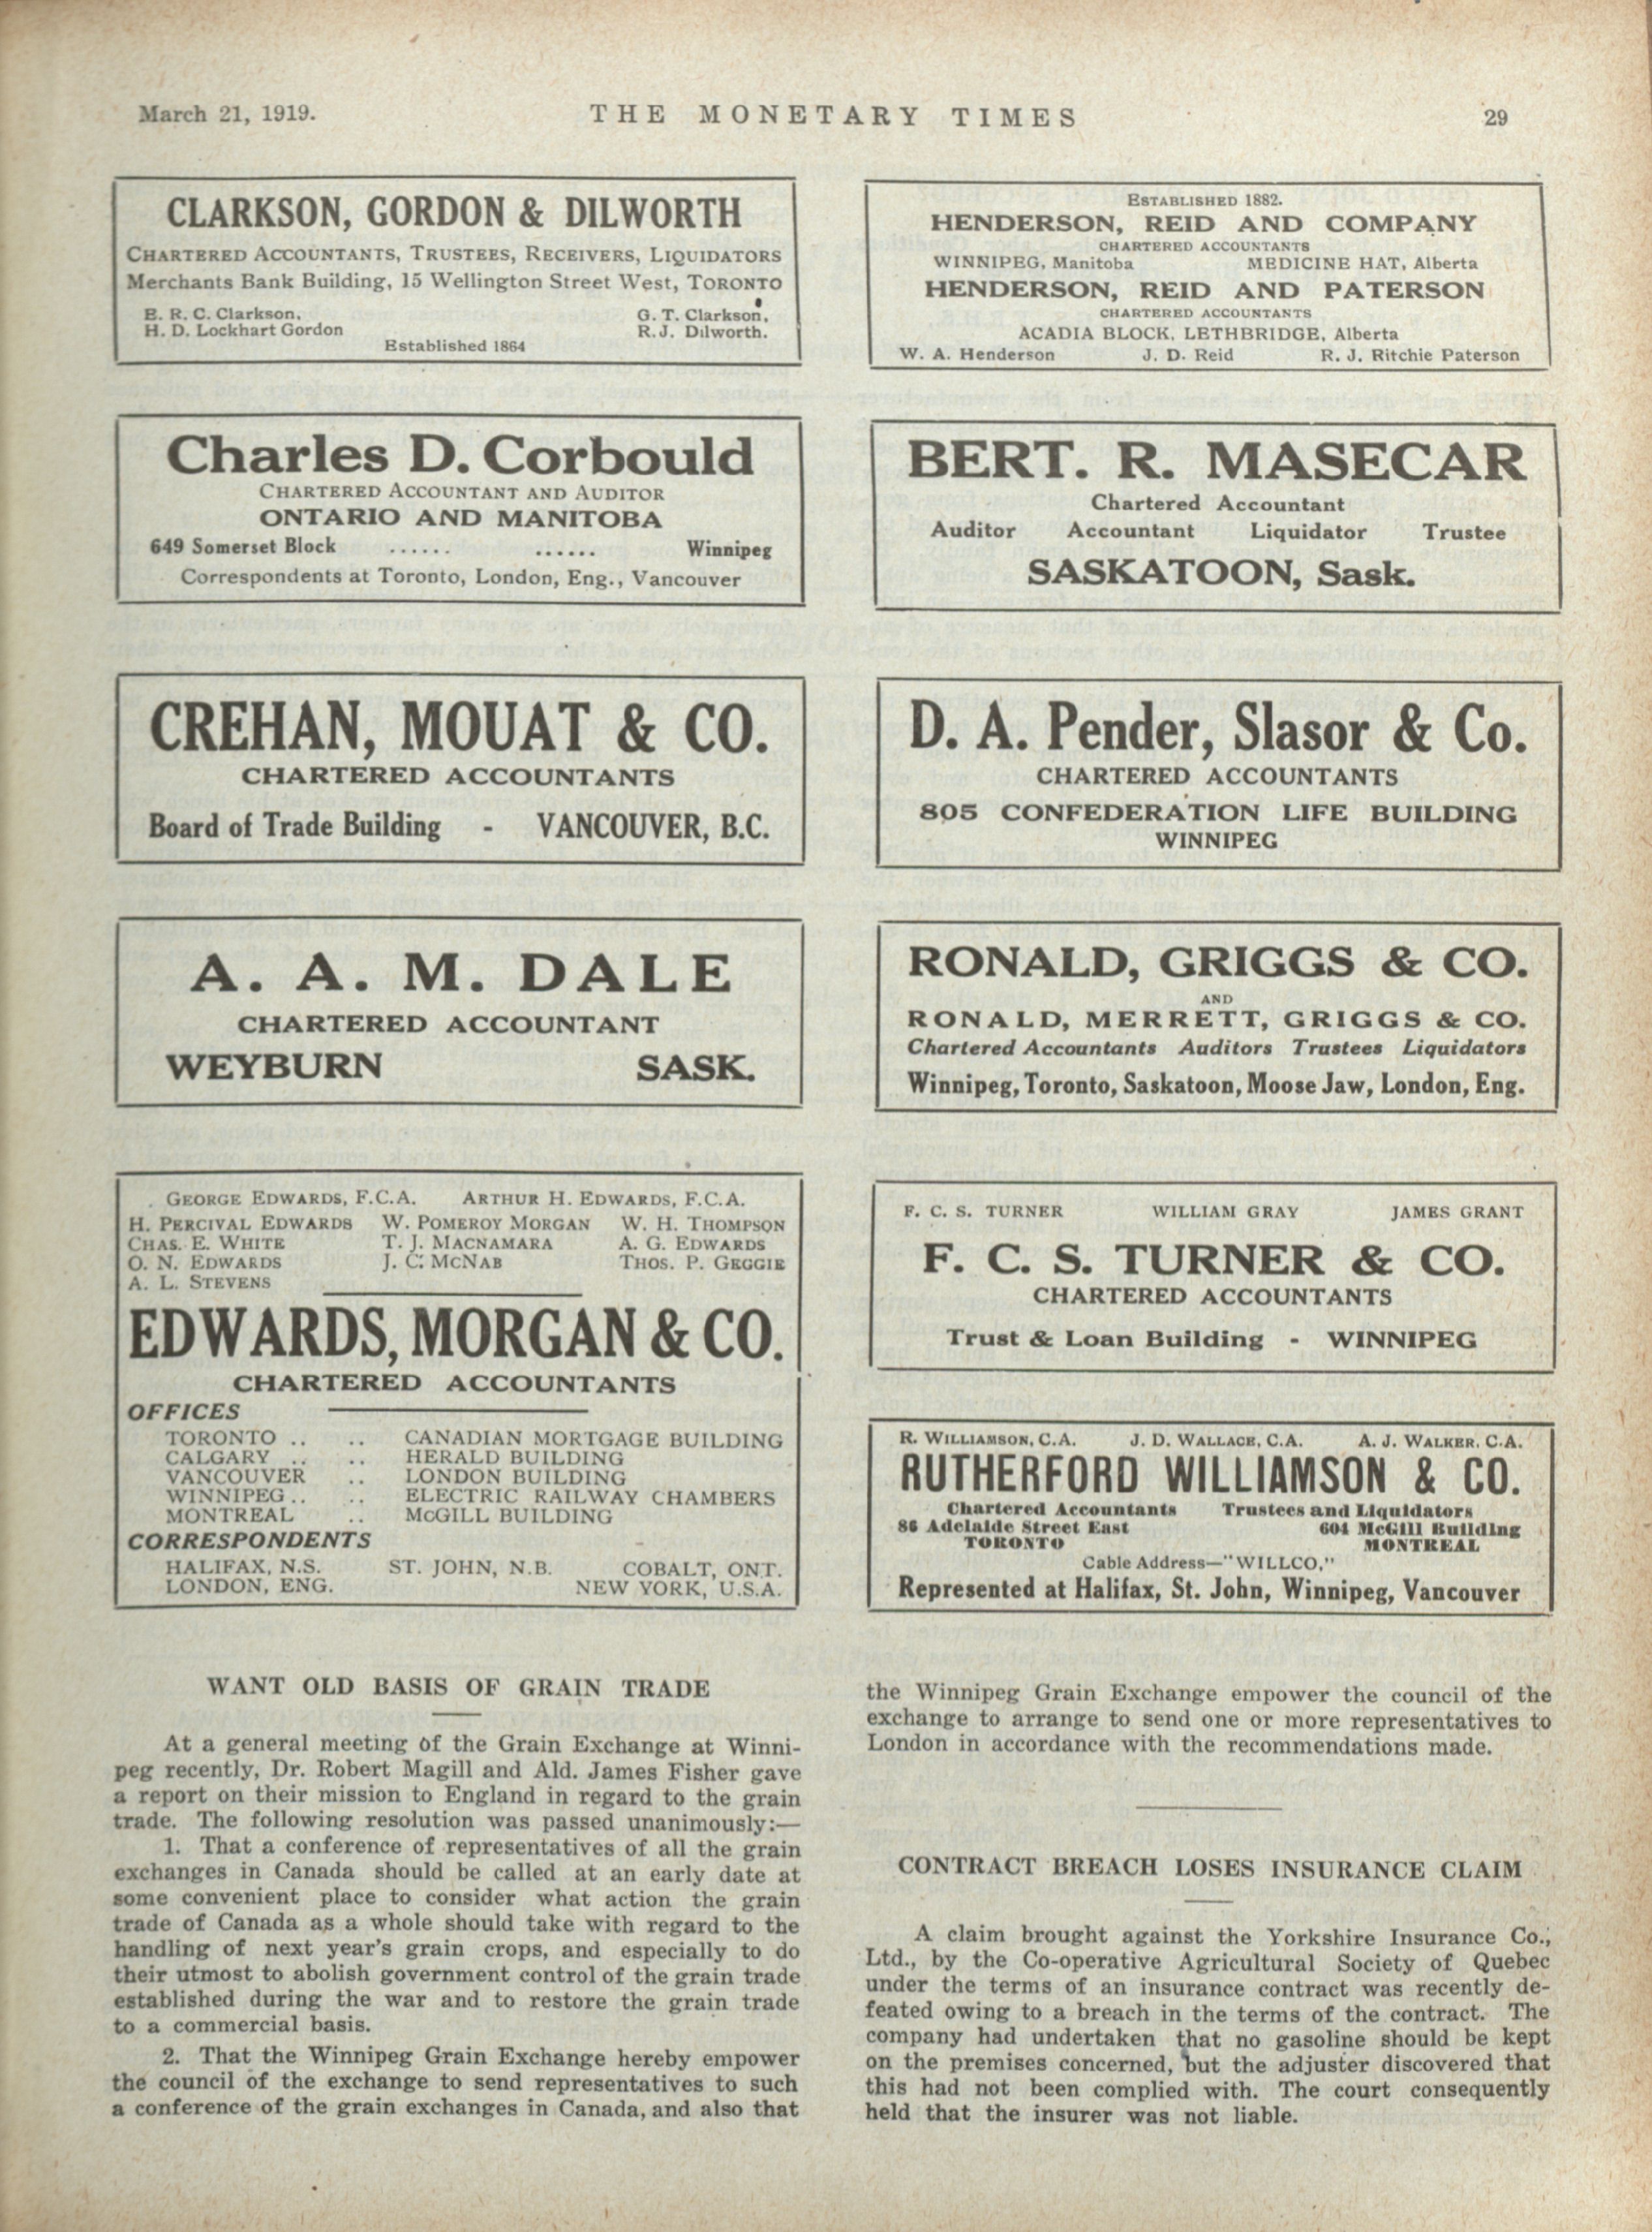 March 21, 1919.
THE MONETARY TIMES
29
CLARKSON, GORDON & DILWORTH
CHARTERED ACCOUNTANTS, TRUSTEES, RECEIVERS, LIQUIDATORS
Merchants Bank Building, 15 Wellington Street West, TORONTO
E. R. C. Clarkson. G. T. Clarkson.
H. D. Lockhart Gordon R. J. Dilworth.
Established 1864
Charles D. Corbould
CHARTERED ACCOUNTANT AND AUDITOR
ONTARIO AND MANITOBA
649 Somerset Block ...... ...... Winnipeg
Correspondents at Toronto, London, Eng., Vancouver
CREHAN, MOUAT & CO.
CHARTERED ACCOUNTANTS
Board of Trade Building - VANCOUVER, B.C.
A. A. M. DALE
CHARTERED ACCOUNTANT
WEYBURN SASK.
GEORGE EDWARDS, F.C.A. ARTHUR H. EDWARDS, F.C.A.
H. PERCIVAL EDWARDS W. POMEROY MORGAN W. H. THOMPSON
CHAS. E. WHITE T. J. MACNAMARA A. G. EDWARDS
O. N. EDWARDS J. C. MCNAB THOS. P. GEGGIE
A. L. STEVENS
EDWARDS, MORGAN & CO.
CHARTERED ACCOUNTANTS
OFFICES
TORONTO .. .. CANADIAN MORTGAGE BUILDING
CALGARY .. .. HERALD BUILDING
VANCOUVER .. LONDON BUILDING
WINNIPEG .. .. ELECTRIC RAILWAY CHAMBERS
MONTREAL .. McGILL BUILDING
CORRESPONDENTS
HALIFAX, N.S. ST. JOHN, N.B. COBALT, ONT.
LONDON, ENG. NEW YORK, U.S.A.
ESTABLISHED 1882.
HENDERSON, REID AND COMPANY
CHARTERED ACCOUNTANTS
WINNIPEG, Manitoba MEDICINE HAT, Alberta
HENDERSON, REID AND PATERSON
CHARTERED ACCOUNTANTS
ACADIA BLOCK, LETHBRIDGE, Alberta
W. A. Henderson J. D. Reid R. J. Ritchie Paterson
BERT. R. MASECAR
Chartered Accountant
Auditor Accountant Liquidator Trustee
SASKATOON, Sask.
D. A. Pender, Slasor & Co.
CHARTERED ACCOUNTANTS
805 CONFEDERATION LIFE BUILDING
WINNIPEG
RONALD, GRIGGS & CO.
AND
RONALD, MERRETT, GRIGGS & CO.
Chartered Accountants Auditors Trustees Liquidators
Winnipeg, Toronto, Saskatoon, Moose Jaw, London, Eng.
F. C. S. TURNER WILLIAM GRAY JAMES GRANT
F. C. S. TURNER & CO.
CHARTERED ACCOUNTANTS
Trust & Loan Building - WINNIPEG
R. WILLIAMSON, C.A. J. D. WALLACE, C.A. A. J. WALKER, C.A.
RUTHERFORD WILLIAMSON & CO.
Chartered Accountants Trustees and Liquidators
86 Adelaide Street East 604 McGill Building
TORONTO MONTREAL
Cable Address—"WILLCO."
Represented at Halifax, St. John, Winnipeg, Vancouver
WANT OLD BASIS OF GRAIN TRADE
At a general meeting of the Grain Exchange at Winni-
peg recently, Dr. Robert Magill and Ald. James Fisher gave
a report on their mission to England in regard to the grain
trade. The following resolution was passed unanimously:—
1. That a conference of representatives of all the grain
exchanges in Canada should be called at an early date at
some convenient place to consider what action the grain
trade of Canada as a whole should take with regard to the
handling of next year's grain crops, and especially to do
their utmost to abolish government control of the grain trade
established during the war and to restore the grain trade
to a commercial basis.
2. That the Winnipeg Grain Exchange hereby empower
the council of the exchange to send representatives to such
a conference of the grain exchanges in Canada, and also that
the Winnipeg Grain Exchange empower the council of the
exchange to arrange to send one or more representatives to
London in accordance with the recommendations made.
CONTRACT BREACH LOSES INSURANCE CLAIM
A claim brought against the Yorkshire Insurance Co.,
Ltd., by the Co-operative Agricultural Society of Quebec
under the terms of an insurance contract was recently de-
feated owing to a breach in the terms of the contract. The
company had undertaken that no gasoline should be kept
on the premises concerned, but the adjuster discovered that
this had not been complied with. The court consequently
held that the insurer was not liable.